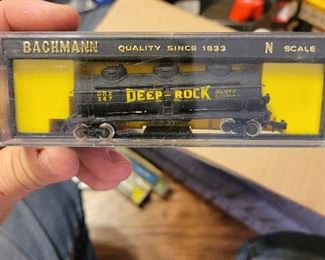 BACHMANN QUALITY SINCE 1833 N SCALE
DEEP-ROCK